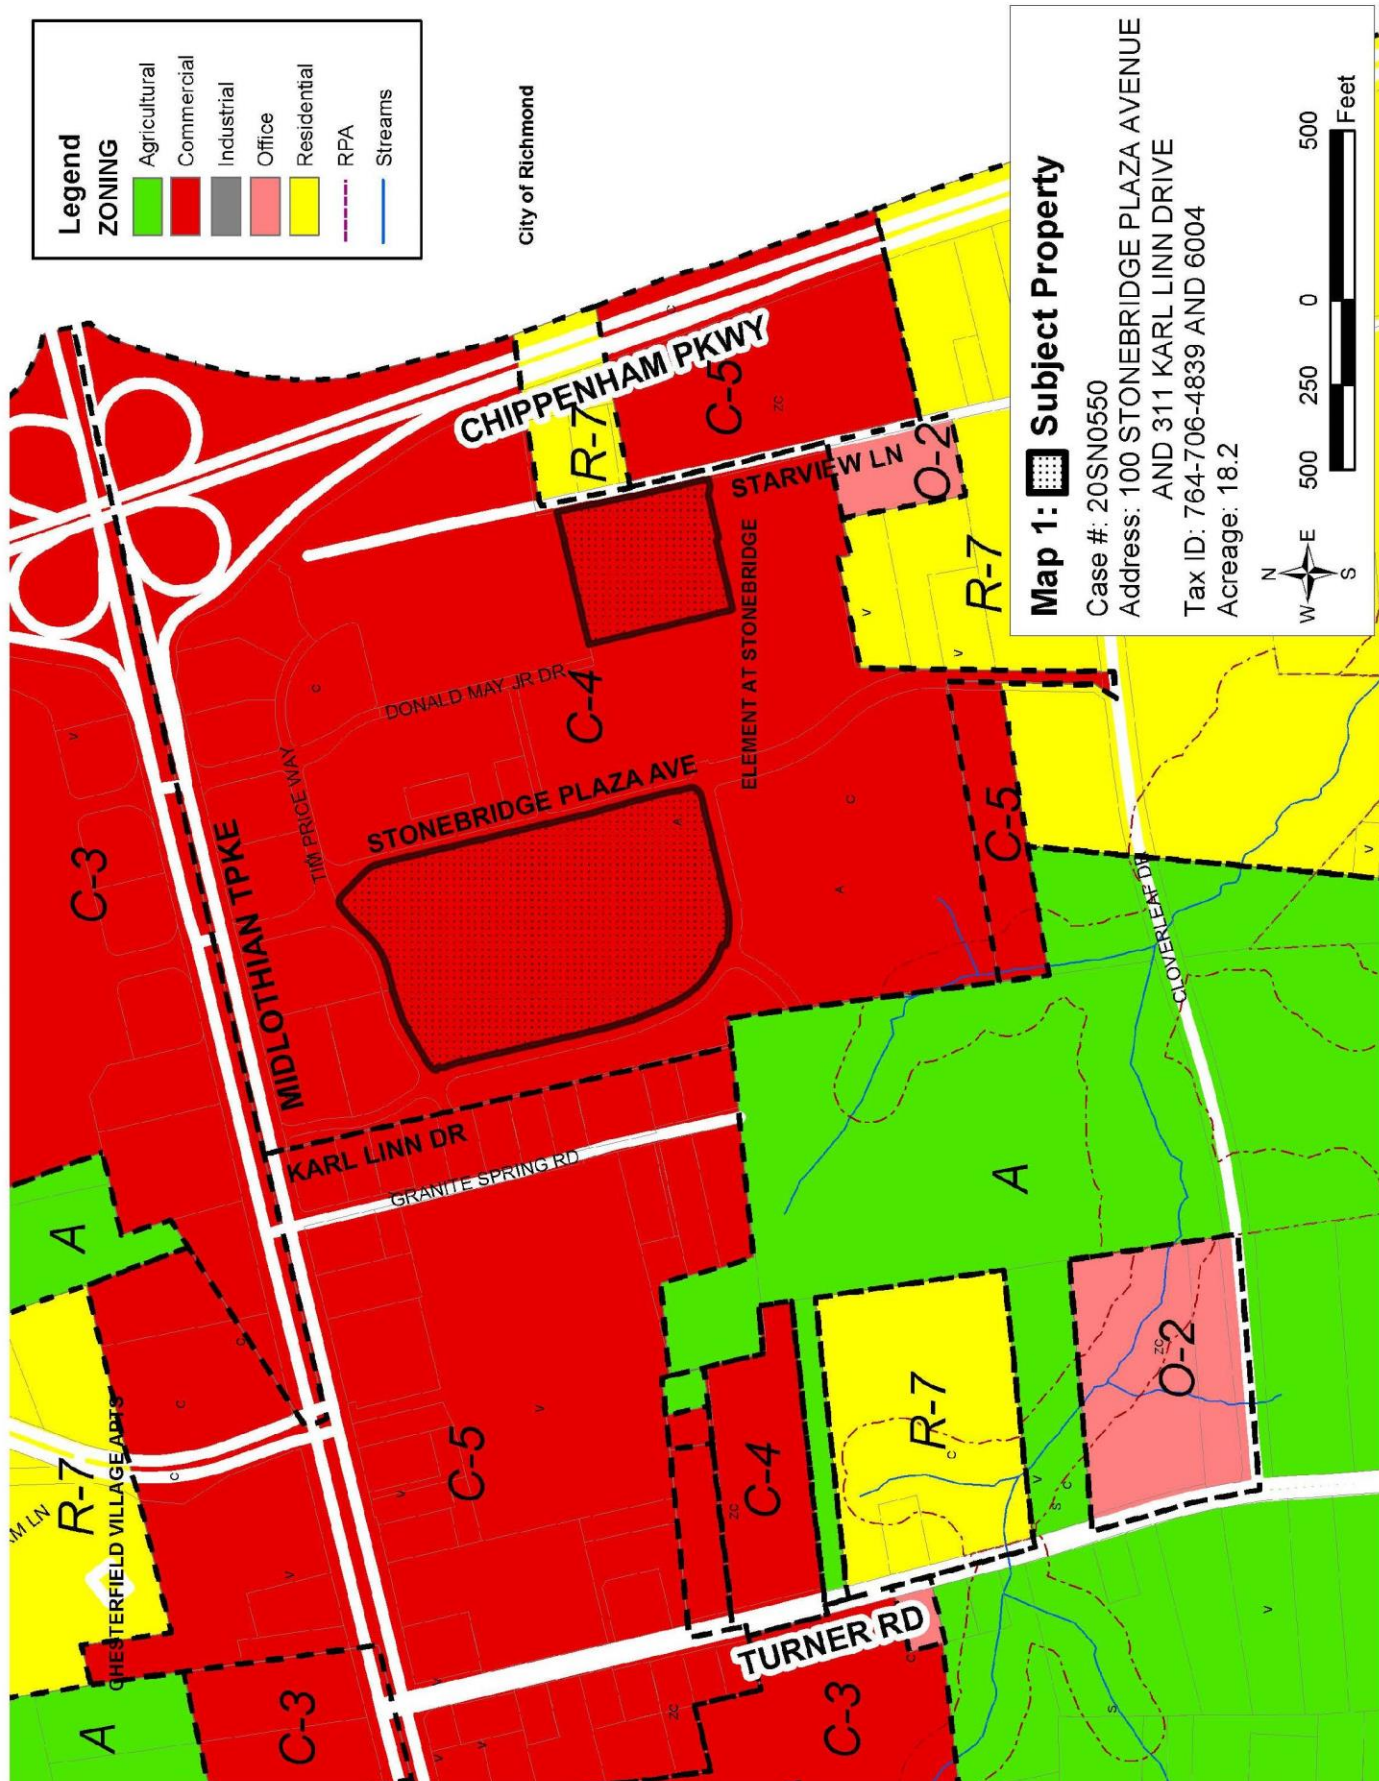 Legend
ZONING
Agricultural
Commercial
Industrial
Office
Residential
RPA
Streams
City of Richmond
C-3
V
MIDLOTHIAN TPKE
CHIPPENHAM PKWY
C
R-7
C-5
ZC
STARVIEW LN
O-2
R-7
V
V
C
TIM PRICE WAY
DONALD MAY JR DR
C-4
STONEBRIDGE PLAZA AVE
ELEMENT AT STONEBRIDGE
A
A
C
C-5
V
CLOVERLEAF DR
KARL LINN DR
GRANITE SPRING RD
A
A
R-7
CHESTERFIELD VILLAGE APTS
C
C
V
C-5
V
V
C-4
ZC
R-7
C
V
S
C
O-2
ZC
TURNER RD
A
C-3
V
V
V
ZC
C-3
C
S
V
Map 1: Subject Property
Case #: 20SN0550
Address: 100 STONEBRIDGE PLAZA AVENUE
AND 311 KARL LINN DRIVE
Tax ID: 764-706-4839 AND 6004
Acreage: 18.2
N
W
E
S
500
250
0
500
Feet